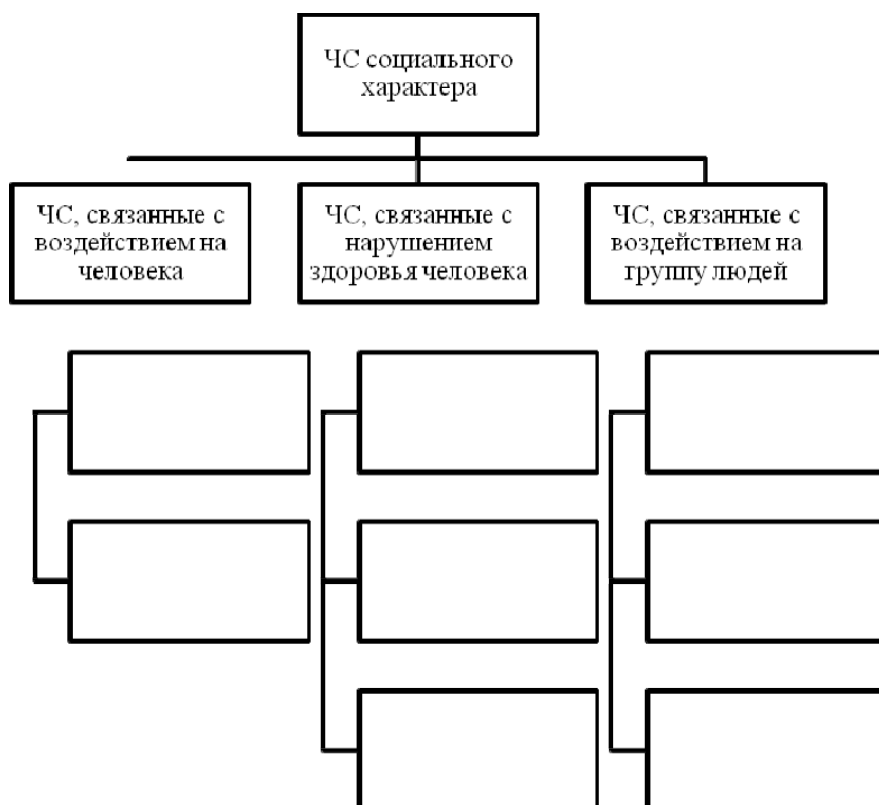 ЧС социального
характера
ЧС, связанные с
воздействием на
человека
ЧС, связанные с
нарушением
здоровья человека
ЧС, связанные с
воздействием на
группу людей